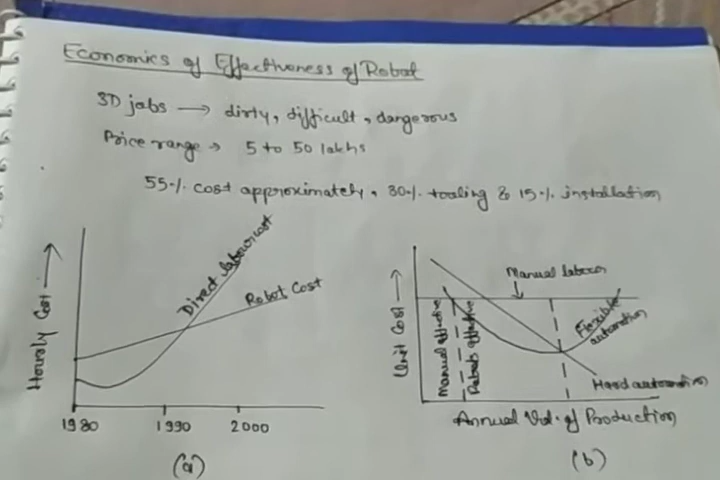 Economics of Effectiveness of Robot
3D jobs → dirty, difficult, dangerous
Price range → 5 to 50 lakhs
55% cost approximately, 30% tooling & 15% installation
Hourly Cost →
Direct labour cost
Robot Cost
1980 1990 2000
(a)
Unit Cost →
Manual labour
Manual effective
Robots effective
Flexible automation
Hard automation
Annual Vol. of Production
(b)